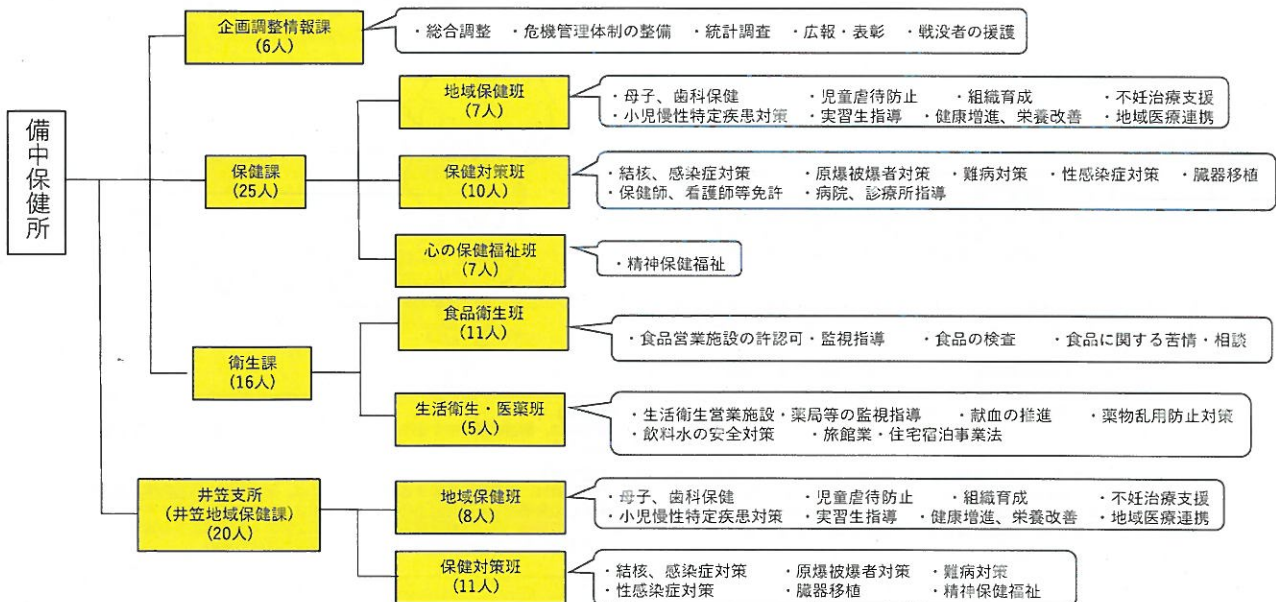 備中保健所
企画調整情報課
(6人)
・総合調整 ・危機管理体制の整備 ・統計調査 ・広報・表彰 ・戦没者の援護
保健課
(25人)
地域保健班
(7人)
・母子、歯科保健 ・児童虐待防止 ・組織育成 ・不妊治療支援
・小児慢性特定疾患対策 ・実習生指導 ・健康増進、栄養改善 ・地域医療連携
保健対策班
(10人)
・結核、感染症対策 ・原爆被爆者対策 ・難病対策 ・性感染症対策 ・臓器移植
・保健師、看護師等免許 ・病院、診療所指導
心の保健福祉班
(7人)
・精神保健福祉
衛生課
(16人)
食品衛生班
(11人)
・食品営業施設の許認可・監視指導 ・食品の検査 ・食品に関する苦情・相談
生活衛生・医薬班
(5人)
・生活衛生営業施設・薬局等の監視指導 ・献血の推進 ・薬物乱用防止対策
・飲料水の安全対策 ・旅館業・住宅宿泊事業法
井笠支所
(井笠地域保健課)
(20人)
地域保健班
(8人)
・母子、歯科保健 ・児童虐待防止 ・組織育成 ・不妊治療支援
・小児慢性特定疾患対策 ・実習生指導 ・健康増進、栄養改善 ・地域医療連携
保健対策班
(11人)
・結核、感染症対策 ・原爆被爆者対策 ・難病対策
・性感染症対策 ・臓器移植 ・精神保健福祉